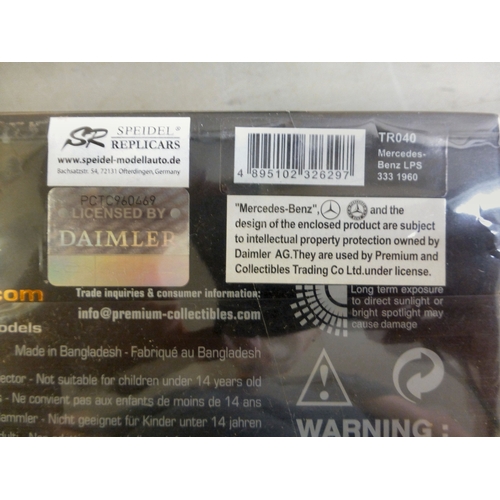 SR SPEIDEL®
REPLICARS
www.speidel-modellauto.de
Bachsatzstr. 54, 72131 Ofterdingen, Germany
4 895102 326297
TR040
Mercedes-
Benz LPS
333 1960
PCTC960469
LICENSED BY
DAIMLER
"Mercedes-Benz", and the
design of the enclosed product are subject
to intellectual property protection owned by
Daimler AG.They are used by Premium and
Collectibles Trading Co Ltd.under license.
.com
Trade inquiries & consumer information:
info@premium-collectibles.com
Long term exposure
to direct sunlight or
bright spotlight may
cause damage
odels
Made in Bangladesh - Fabriqué au Bangladesh
ector - Not suitable for children under 14 years old
s - Ne convient pas aux enfants de moins de 14 ans
ammler - Nicht geeignet für Kinder unter 14 jahren
WARNING :